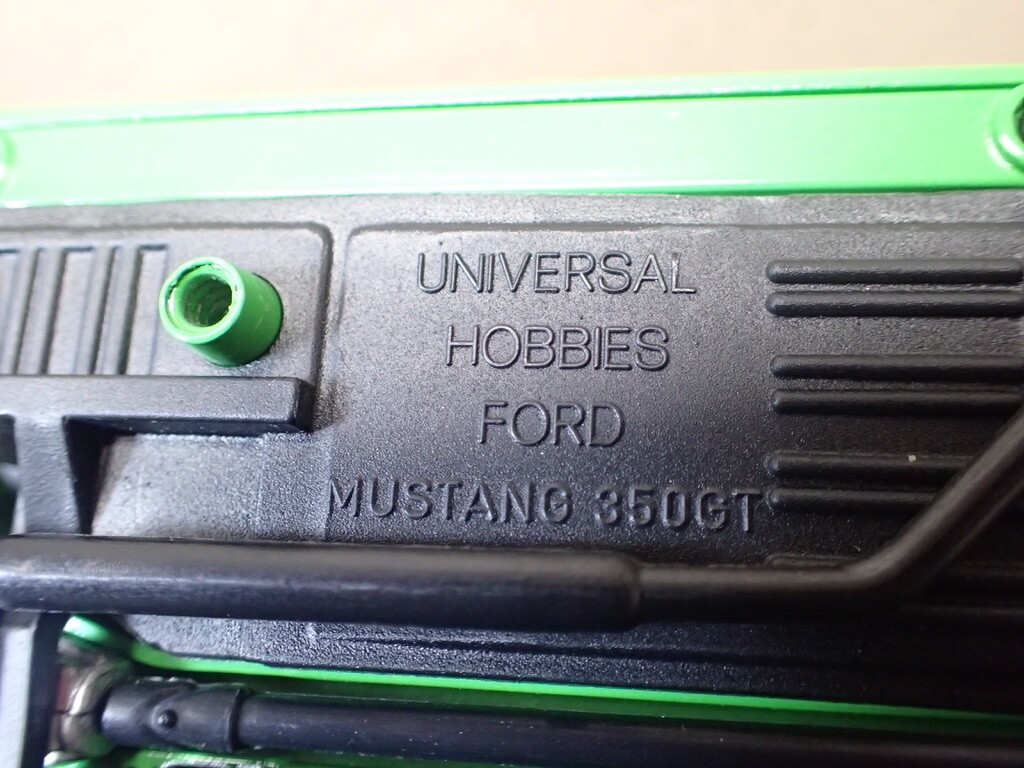 UNIVERSAL
HOBBIES
FORD
MUSTANG 350GT